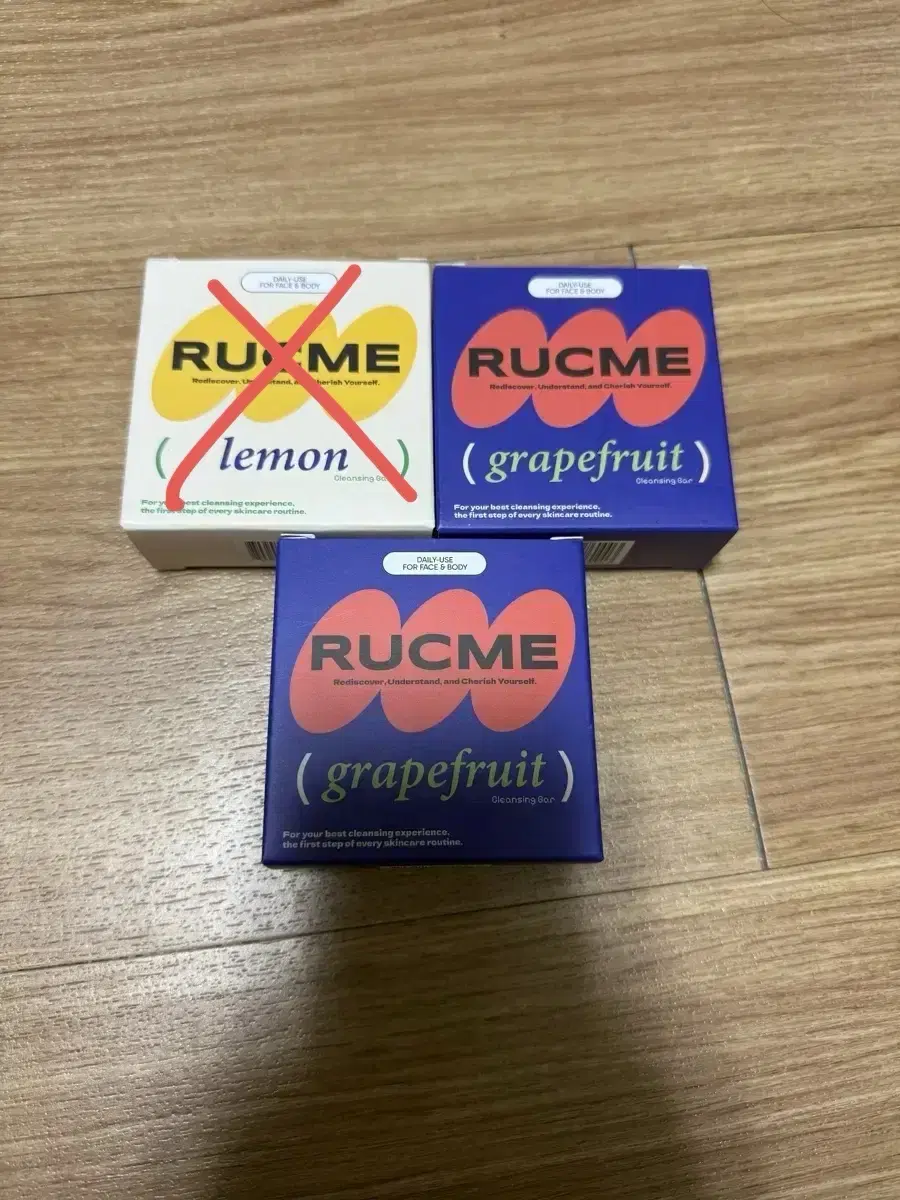 DAILY-USE
FOR FACE & BODY
RUCME
Rediscover, Understand, and Cherish Yourself.
( lemon )
Cleansing Bar
For your best cleansing experience,
the first step of every skincare routine.
DAILY-USE
FOR FACE & BODY
RUCME
Rediscover, Understand, and Cherish Yourself.
( grapefruit )
Cleansing Bar
For your best cleansing experience,
the first step of every skincare routine.
DAILY-USE
FOR FACE & BODY
RUCME
Rediscover, Understand, and Cherish Yourself.
( grapefruit )
Cleansing Bar
For your best cleansing experience,
the first step of every skincare routine.